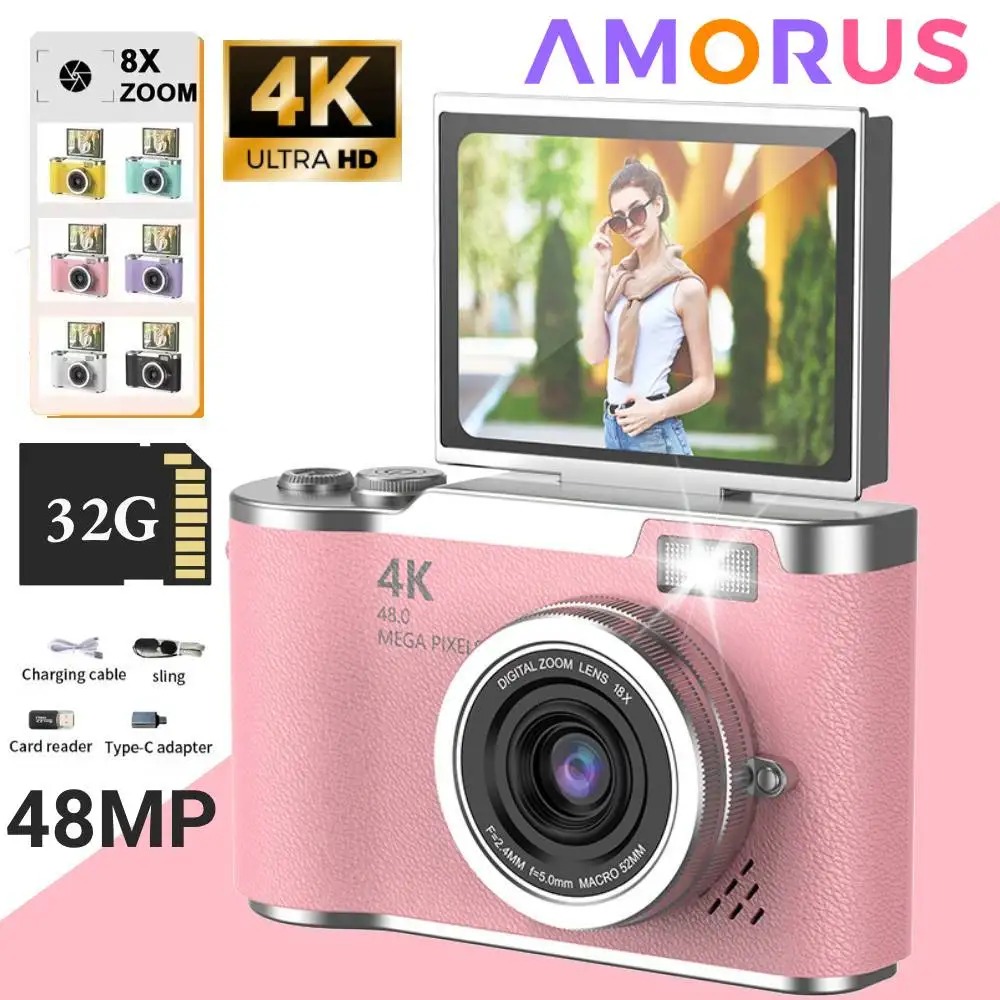 8X
ZOOM
4K
ULTRA HD
AMORUS
32G
4K
48.0
MEGA PIXELS
DIGITAL ZOOM LENS 18X
F=2.4MM f=5.0mm MACRO 52MM
Charging cable
sling
Card reader
Type-C adapter
48MP